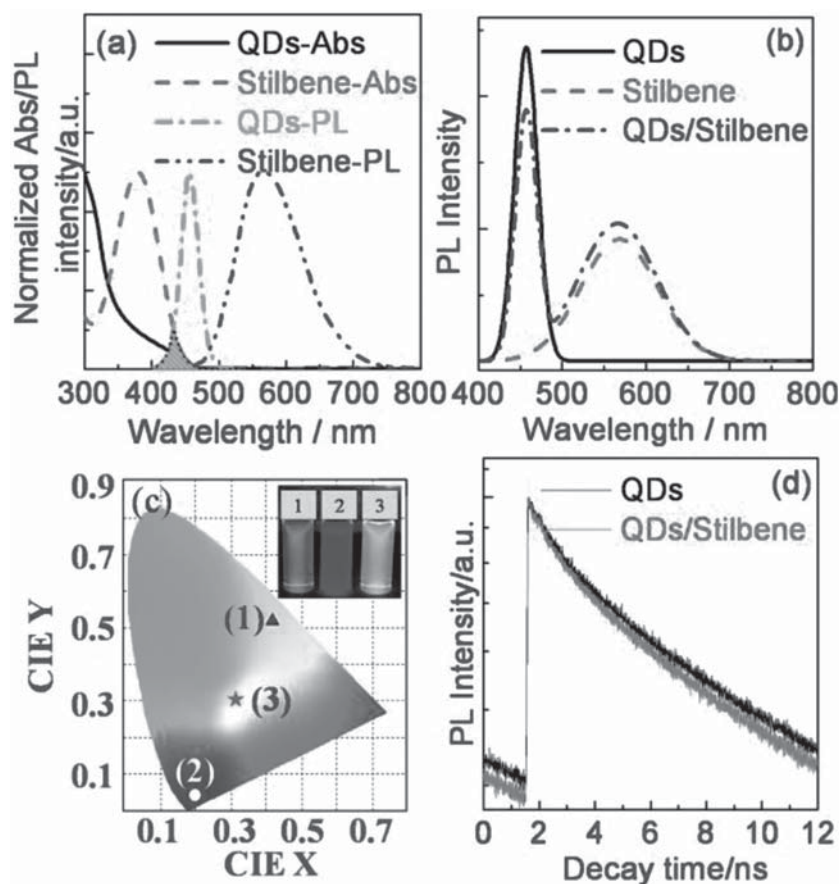 (a)
QDs-Abs
Stilbene-Abs
QDs-PL
Stilbene-PL
Normalized Abs/PL
intensity/a.u.
300 400 500 600 700 800
Wavelength / nm
(b)
QDs
Stilbene
QDs/Stilbene
PL Intensity
400 500 600 700 800
Wavelength / nm
(c)
1 2 3
0.9
0.7
0.5
0.3
0.1
CIE Y
(1)
(3)
(2)
0.1 0.3 0.5 0.7
CIE X
(d)
QDs
QDs/Stilbene
PL Intensity/a.u.
0 2 4 6 8 10 12
Decay time/ns